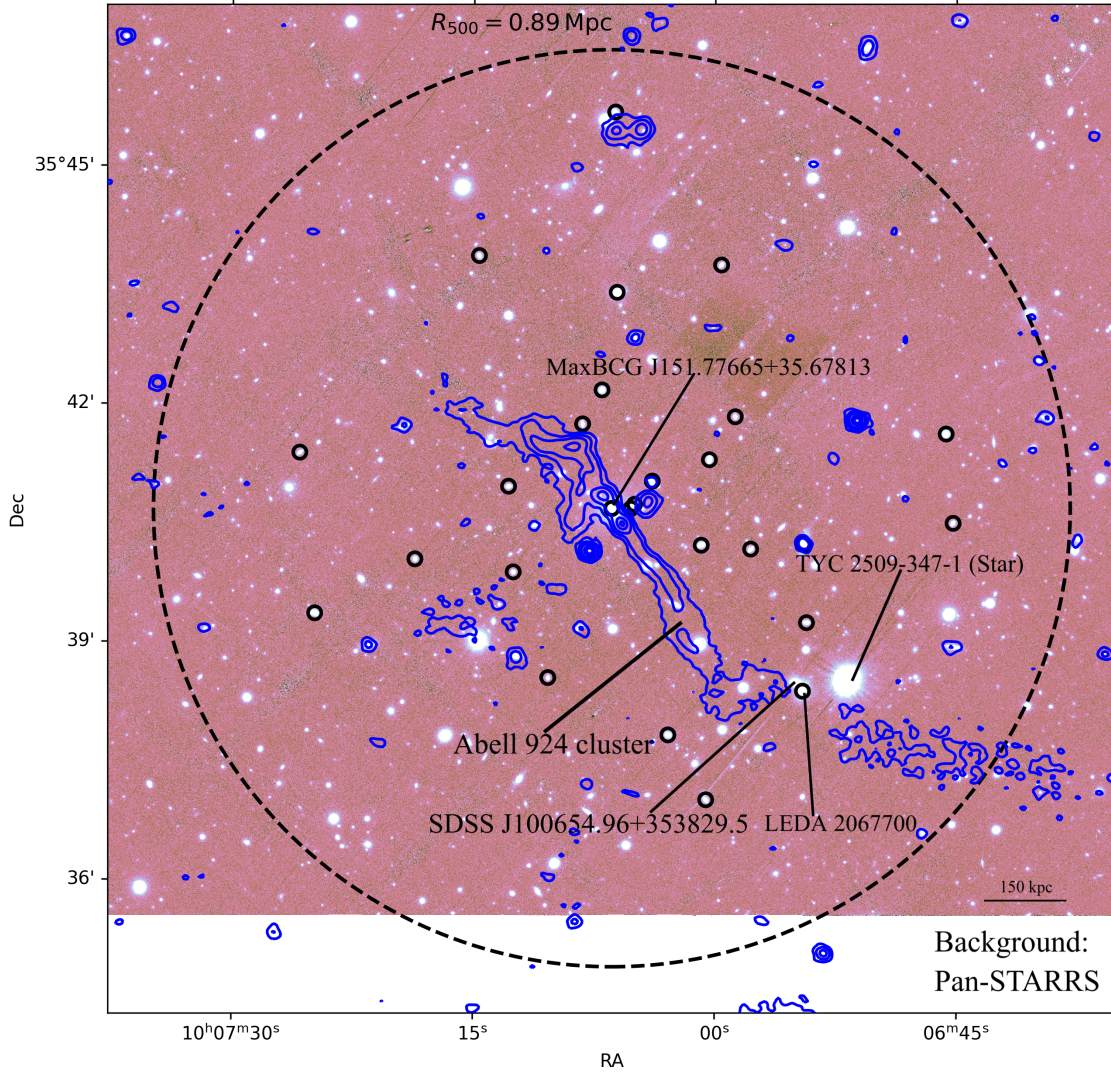 R₅₀₀ = 0.89 Mpc
35°45'
MaxBCG J151.77665+35.67813
42'
Dec
TYC 2509-347-1 (Star)
39'
Abell 924 cluster
SDSS J100654.96+353829.5
LEDA 2067700
36'
150 kpc
Background:
Pan-STARRS
10ʰ07ᵐ30ˢ
15ˢ
00ˢ
06ᵐ45ˢ
RA